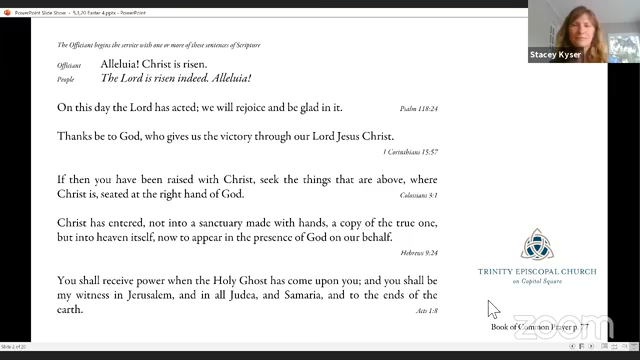 PowerPoint Slide Show - 5.3.20 Easter 4.pptx - PowerPoint
Stacey Kyser
The Officiant begins the service with one or more of these sentences of Scripture
Officiant Alleluia! Christ is risen.
People The Lord is risen indeed. Alleluia!
On this day the Lord has acted; we will rejoice and be glad in it. Psalm 118:24
Thanks be to God, who gives us the victory through our Lord Jesus Christ.
1 Corinthians 15:57
If then you have been raised with Christ, seek the things that are above, where
Christ is, seated at the right hand of God. Colossians 3:1
Christ has entered, not into a sanctuary made with hands, a copy of the true one,
but into heaven itself, now to appear in the presence of God on our behalf.
Hebrews 9:24
You shall receive power when the Holy Ghost has come upon you; and you shall be
my witness in Jerusalem, and in all Judea, and Samaria, and to the ends of the
earth. Acts 1:8
TRINITY EPISCOPAL CHURCH
on Capitol Square
Book of Common Prayer p. 77
zoom
Slide 2 of 20